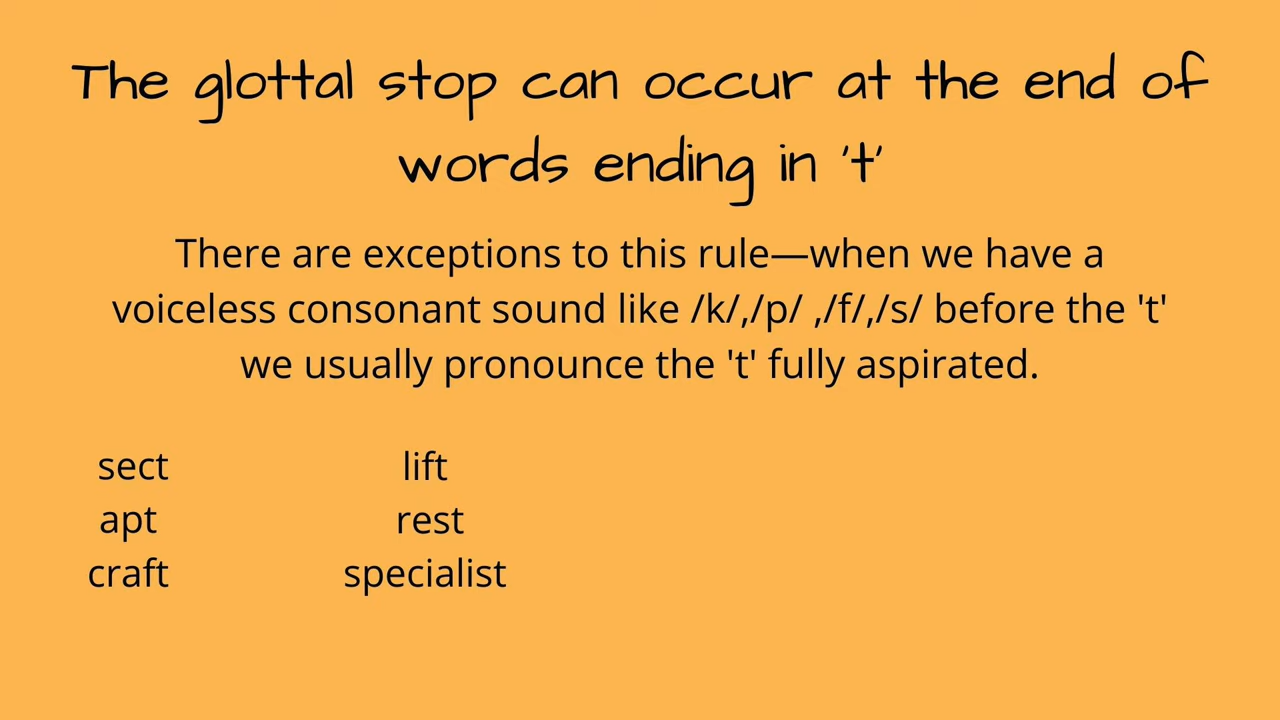 The glottal stop can occur at the end of
words ending in 't'
There are exceptions to this rule—when we have a
voiceless consonant sound like /k/,/p/ ,/f/,/s/ before the 't'
we usually pronounce the 't' fully aspirated.
sect lift
apt rest
craft specialist